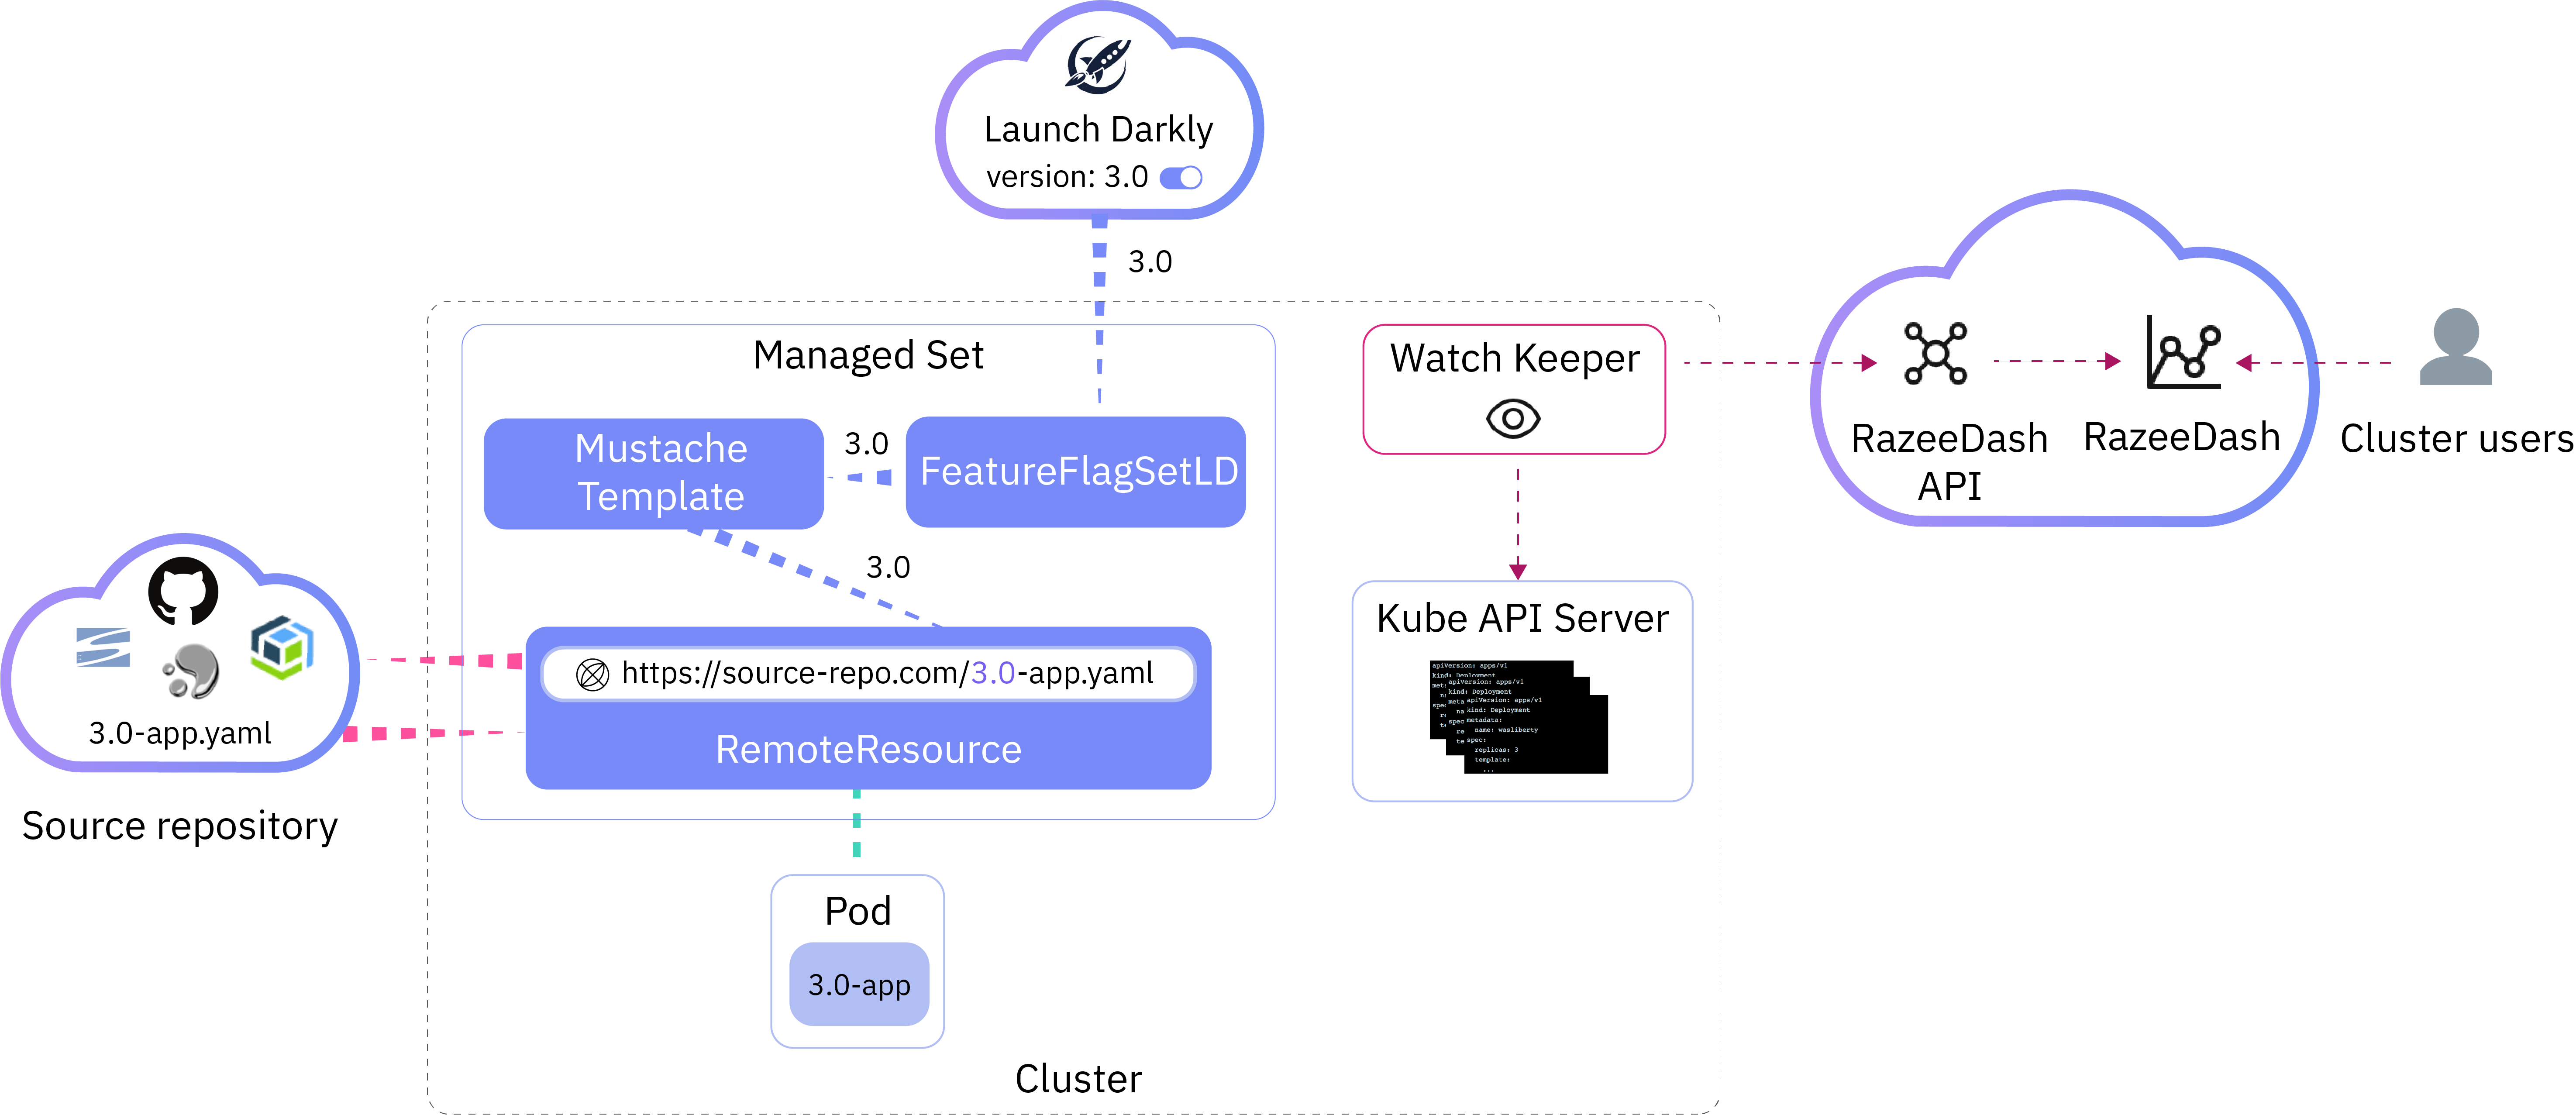 Launch Darkly
version: 3.0
3.0
Managed Set
Mustache
Template
3.0
FeatureFlagSetLD
3.0
https://source-repo.com/3.0-app.yaml
RemoteResource
3.0-app.yaml
Source repository
Pod
3.0-app
Cluster
Watch Keeper
Kube API Server
apiVersion: apps/v1
kind: Deployment
apiVersion: apps/v1
kind: Deployment
apiVersion: apps/v1
kind: Deployment
metadata:
name: wasliberty
spec:
replicas: 3
template:
...
RazeeDash
API
RazeeDash
Cluster users